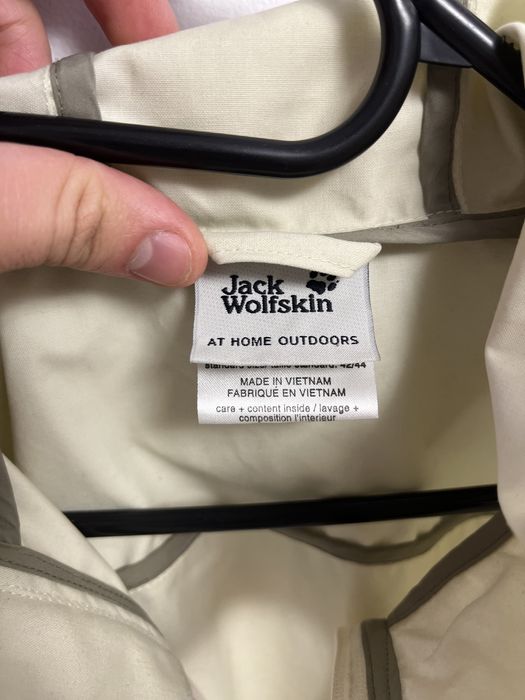 Jack
Wolfskin
AT HOME OUTDOORS
standard size/taille standard: 42/44
MADE IN VIETNAM
FABRIQUÉ EN VIETNAM
care + content inside / lavage +
composition l'interieur